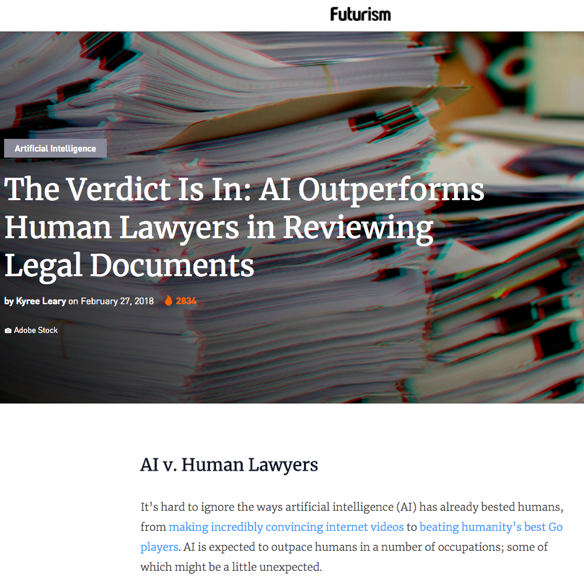 Futurism
Artificial Intelligence
The Verdict Is In: AI Outperforms
Human Lawyers in Reviewing
Legal Documents
by Kyree Leary on February 27, 2018 2834
Adobe Stock
AI v. Human Lawyers
It’s hard to ignore the ways artificial intelligence (AI) has already bested humans,
from making incredibly convincing internet videos to beating humanity’s best Go
players. AI is expected to outpace humans in a number of occupations; some of
which might be a little unexpected.